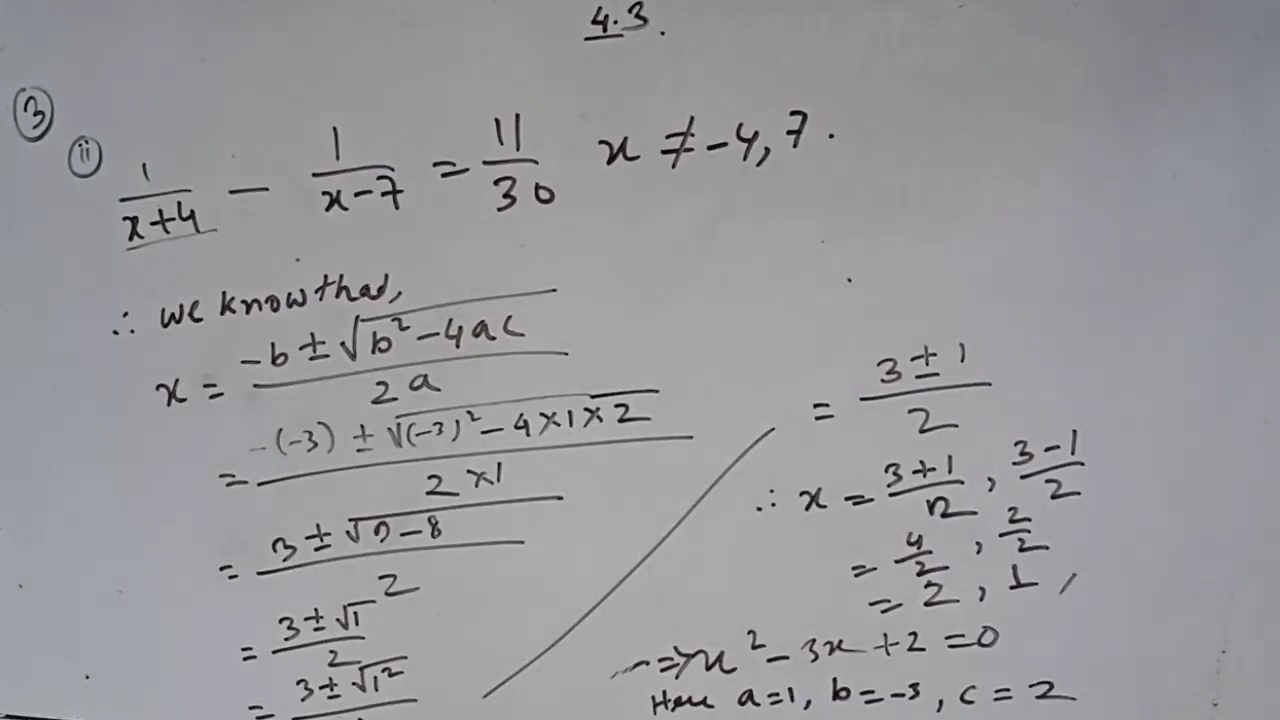 4.3.
③
ⓘⓘ 1/(x+4) - 1/(x-7) = 11/30 x ≠ -4, 7.
∴ we know that,
x = (-b ± √(b² - 4ac))/(2a)
= (-(-3) ± √((-3)² - 4×1×2))/(2×1)
= (3 ± √(9-8))/2
= (3 ± √1)/2
= 3 ± √1²
= (3 ± 1)/2
∴ x = (3+1)/2, (3-1)/2
= 4/2, 2/2
= 2, 1,
⇒ x² - 3x + 2 = 0
Here a=1, b=-3, c=2